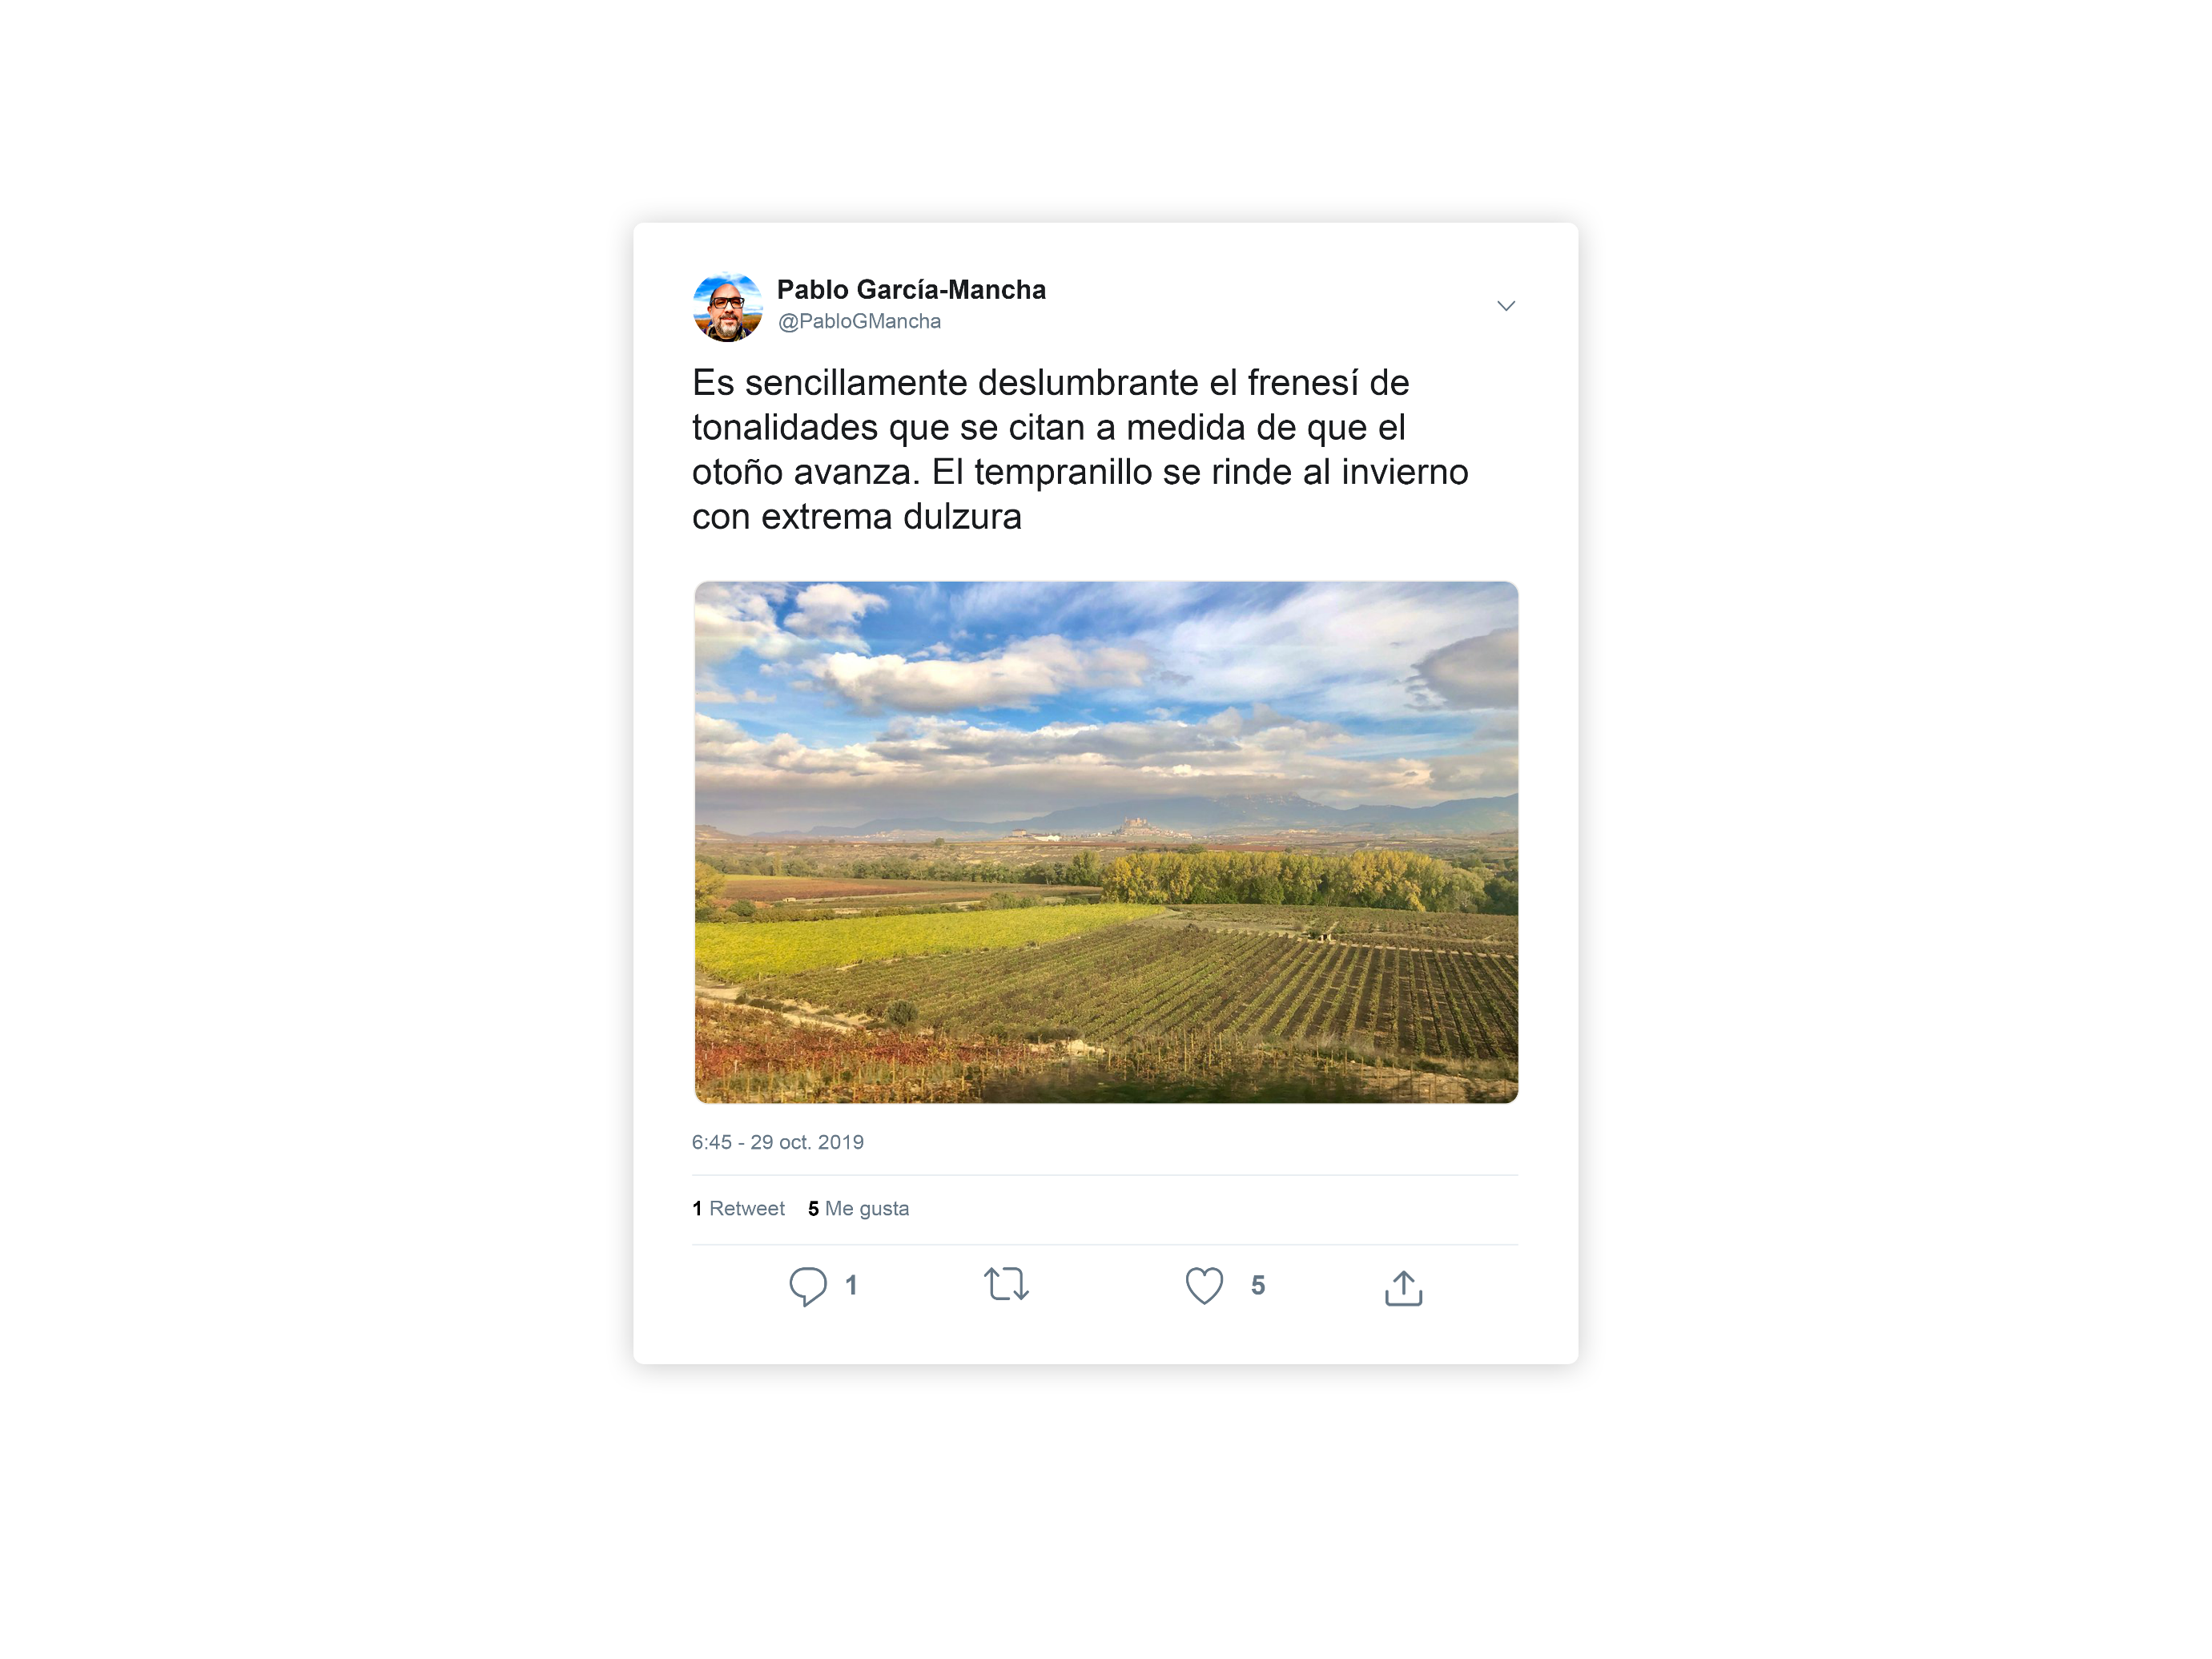 Pablo García-Mancha
@PabloGMancha
Es sencillamente deslumbrante el frenesí de
tonalidades que se citan a medida de que el
otoño avanza. El tempranillo se rinde al invierno
con extrema dulzura
6:45 - 29 oct. 2019
1 Retweet 5 Me gusta
1 5